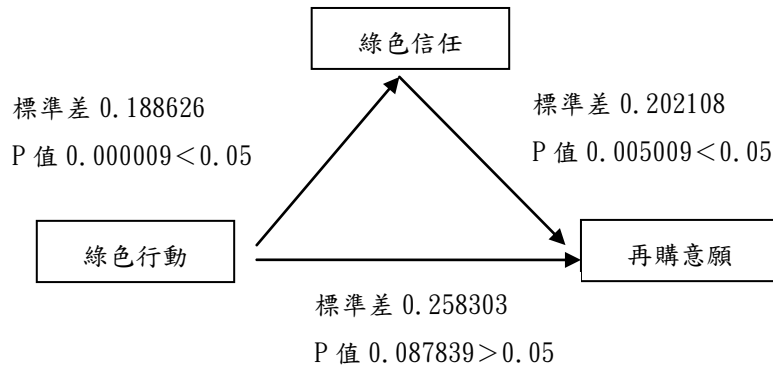 綠色信任
標準差 0.188626
P 值 0.000009＜0.05
標準差 0.202108
P 值 0.005009＜0.05
綠色行動
再購意願
標準差 0.258303
P 值 0.087839＞0.05